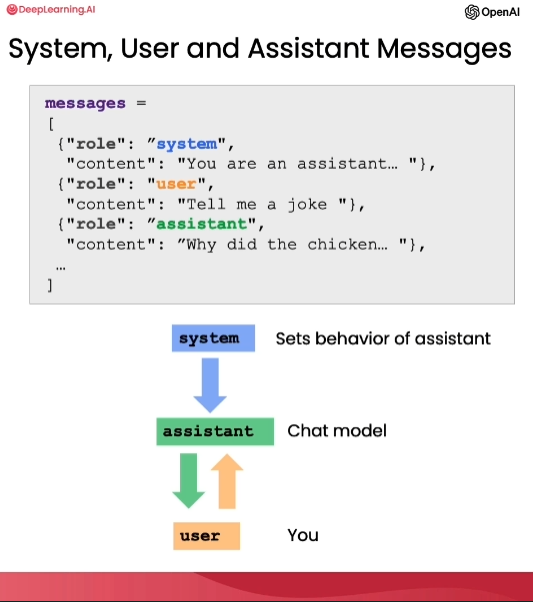 DeepLearning.AI
OpenAI
System, User and Assistant Messages
messages =
[
{"role": ”system",
"content": "You are an assistant… "},
{"role": "user",
"content": "Tell me a joke "},
{"role": ”assistant",
"content": ”Why did the chicken… "},
…
]
system Sets behavior of assistant
assistant Chat model
user You